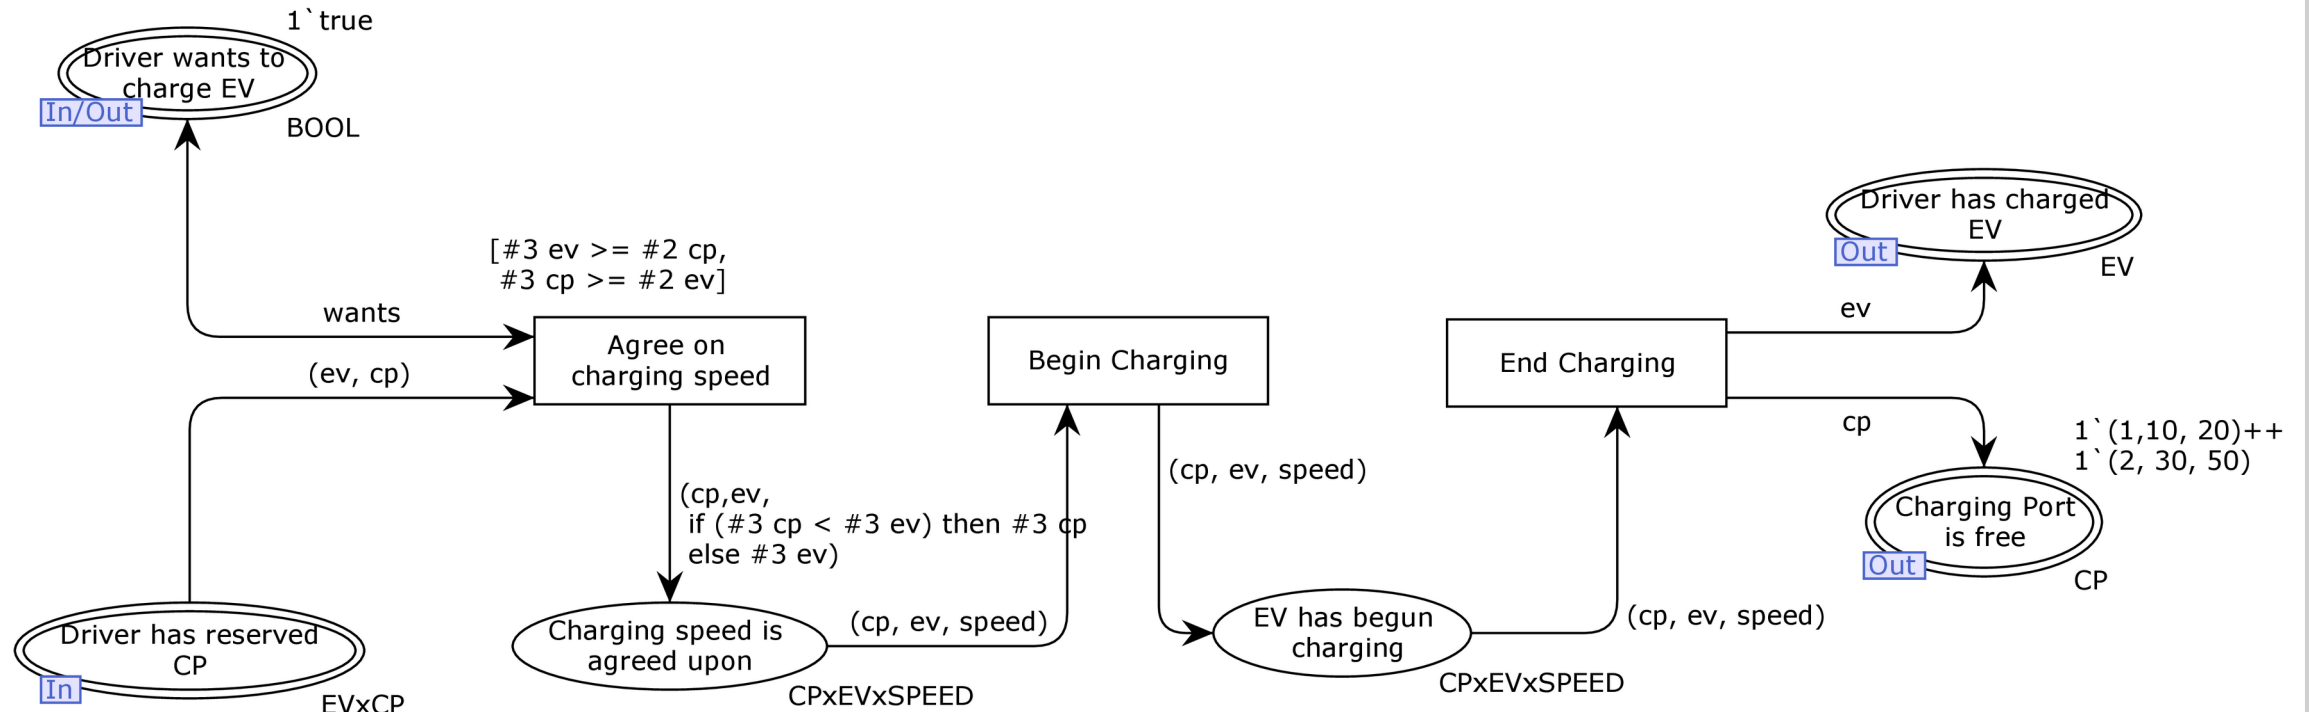 1`true
Driver wants to
charge EV
In/Out
BOOL
wants
(ev, cp)
[#3 ev >= #2 cp,
#3 cp >= #2 ev]
Agree on
charging speed
(cp,ev,
if (#3 cp < #3 ev) then #3 cp
else #3 ev)
Driver has reserved
CP
In
EVxCP
Charging speed is
agreed upon
CPxEVxSPEED
(cp, ev, speed)
Begin Charging
(cp, ev, speed)
EV has begun
charging
CPxEVxSPEED
(cp, ev, speed)
End Charging
ev
Driver has charged
EV
Out
EV
cp
1`(1,10, 20)++
1`(2, 30, 50)
Charging Port
is free
Out
CP